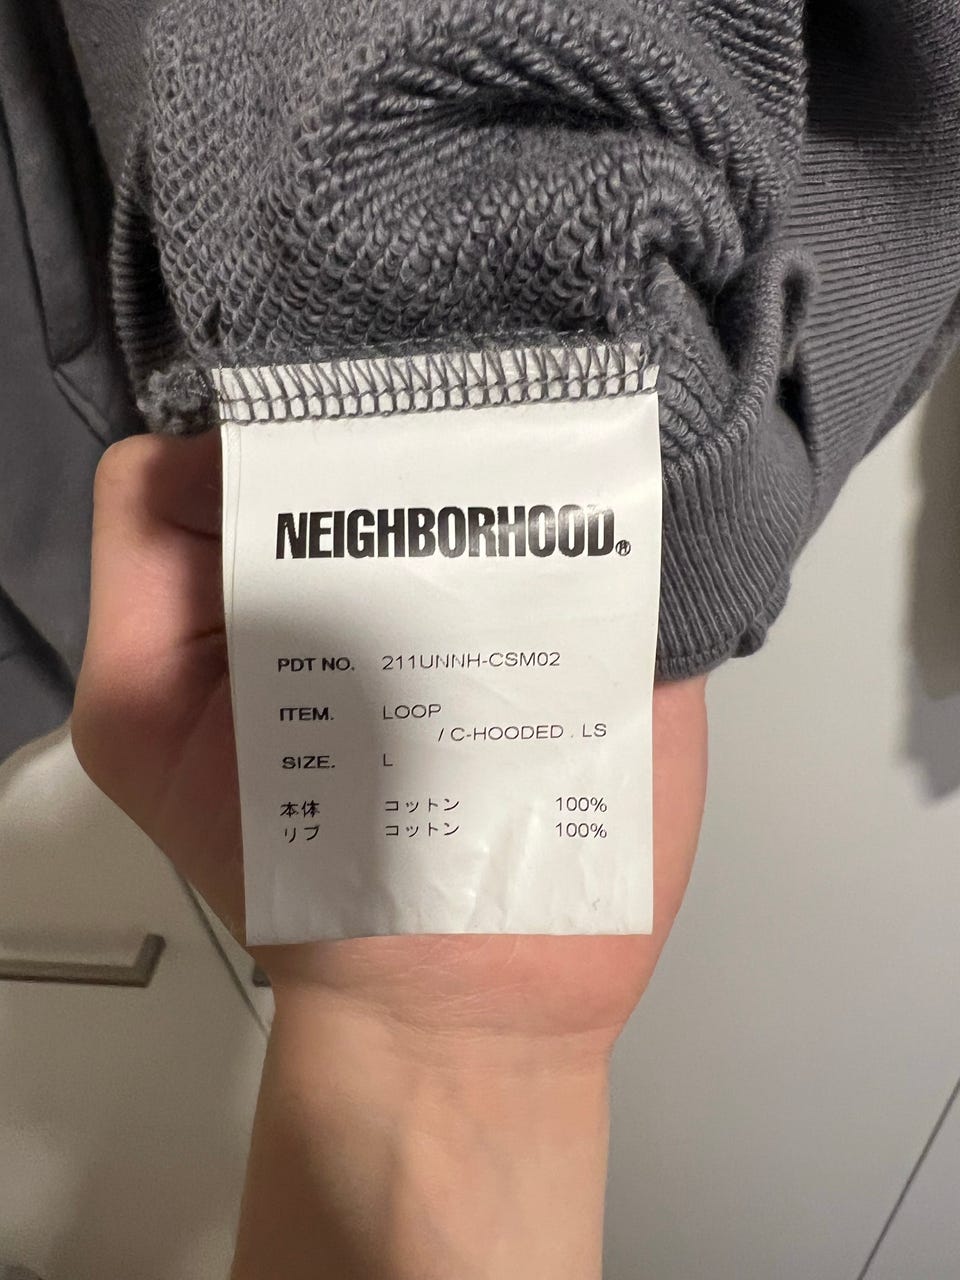 NEIGHBORHOOD®
PDT NO. 211UNNH-CSM02
ITEM. LOOP
/ C-HOODED . LS
SIZE. L
本体 コットン 100%
リブ コットン 100%